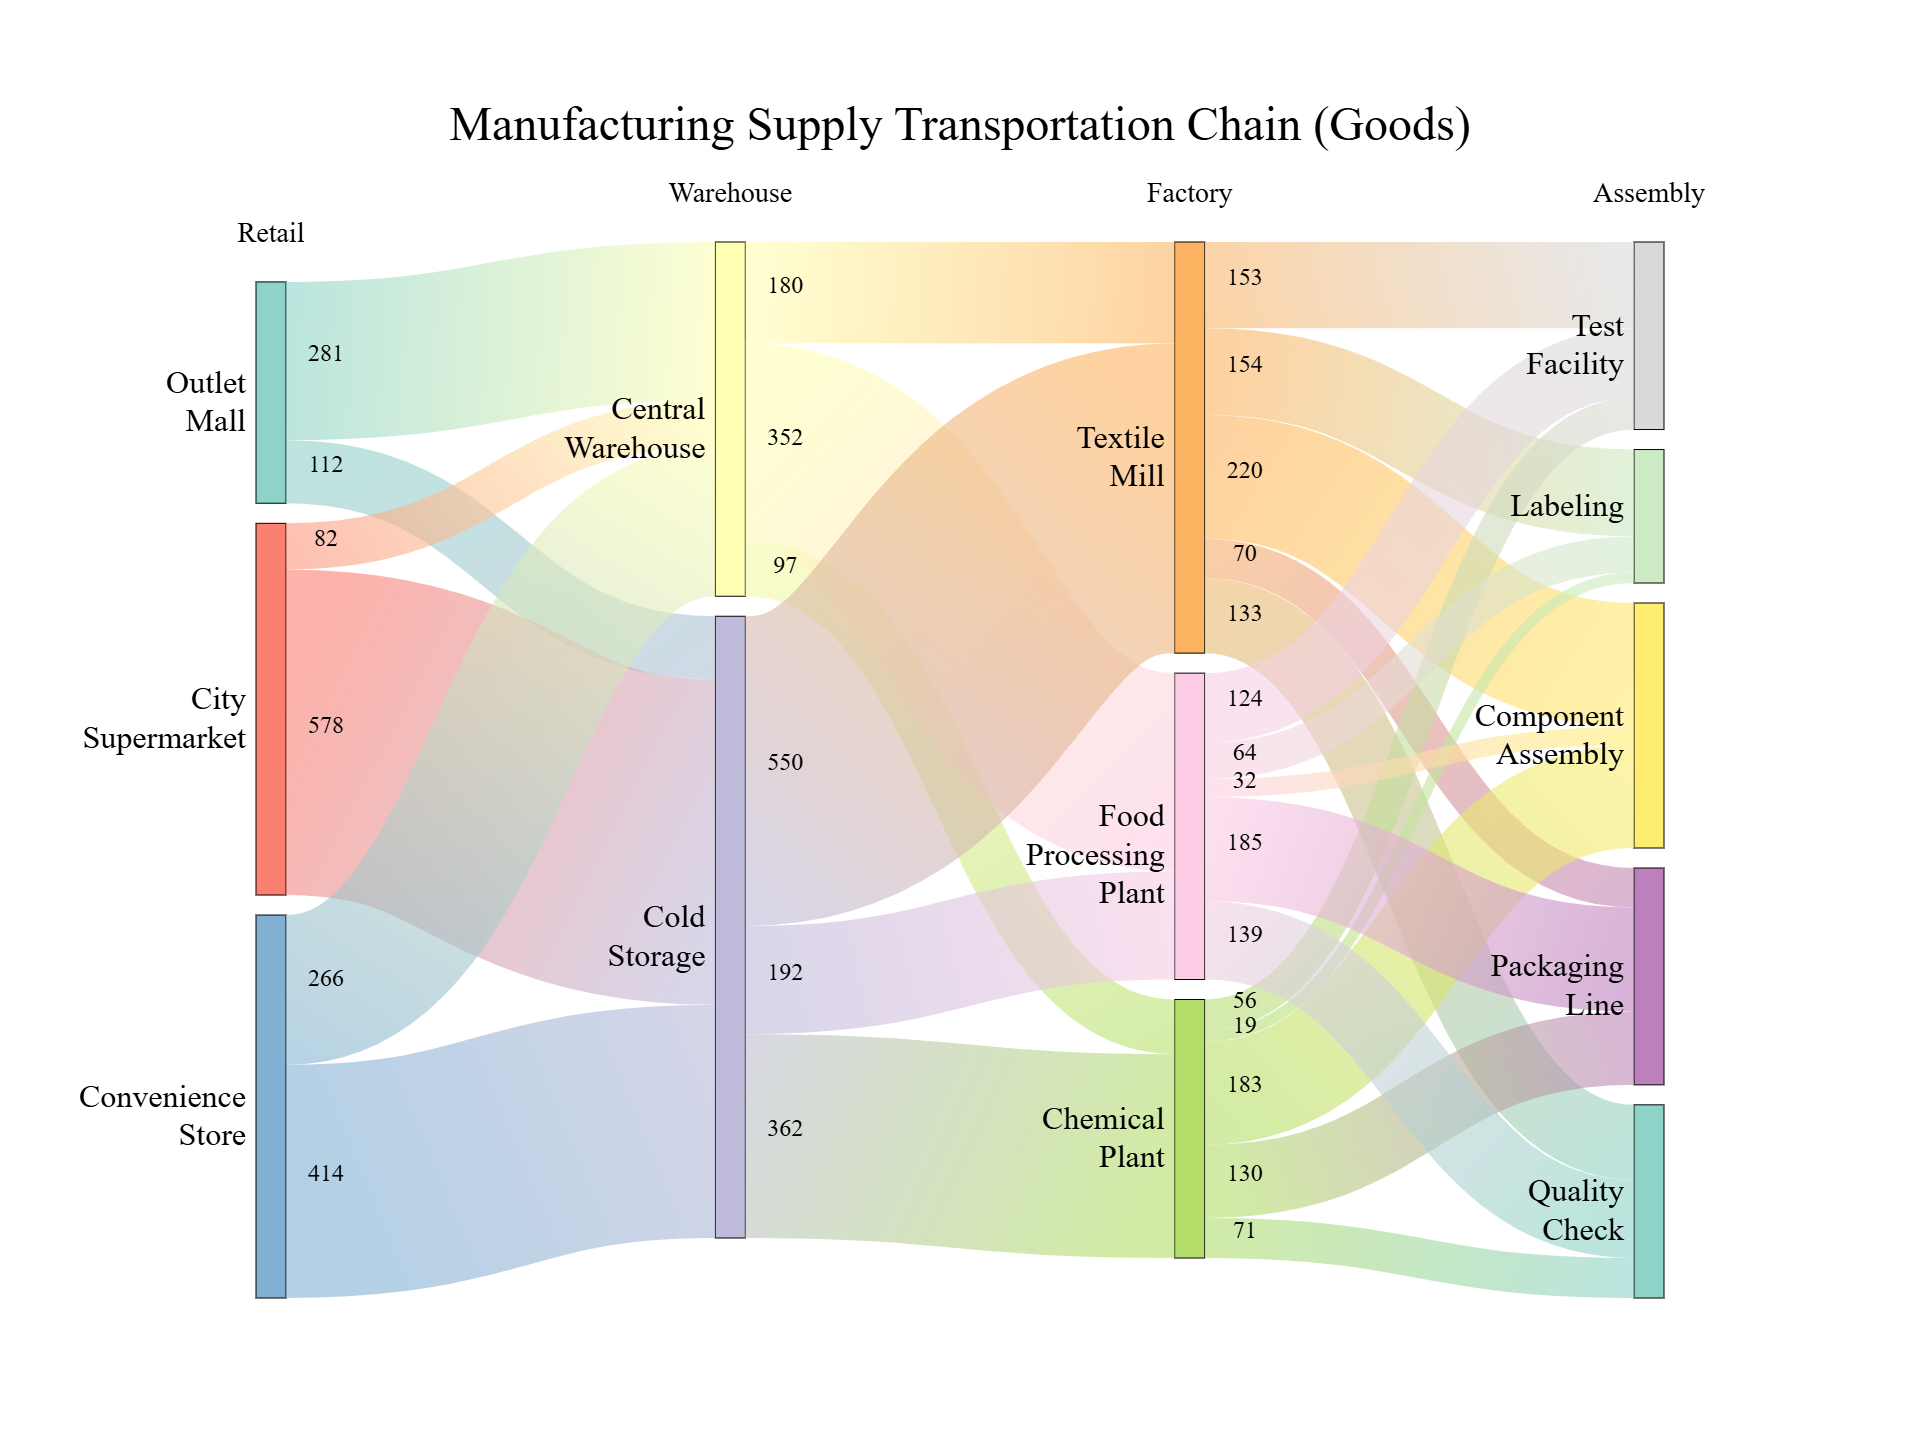 Manufacturing Supply Transportation Chain (Goods)
Retail
Warehouse
Factory
Assembly
Outlet
Mall
281
112
City
Supermarket
82
578
Convenience
Store
266
414
Central
Warehouse
180
352
97
Cold
Storage
550
192
362
Textile
Mill
153
154
220
70
133
Food
Processing
Plant
124
64
32
185
139
Chemical
Plant
56
19
183
130
71
Test
Facility
Labeling
Component
Assembly
Packaging
Line
Quality
Check